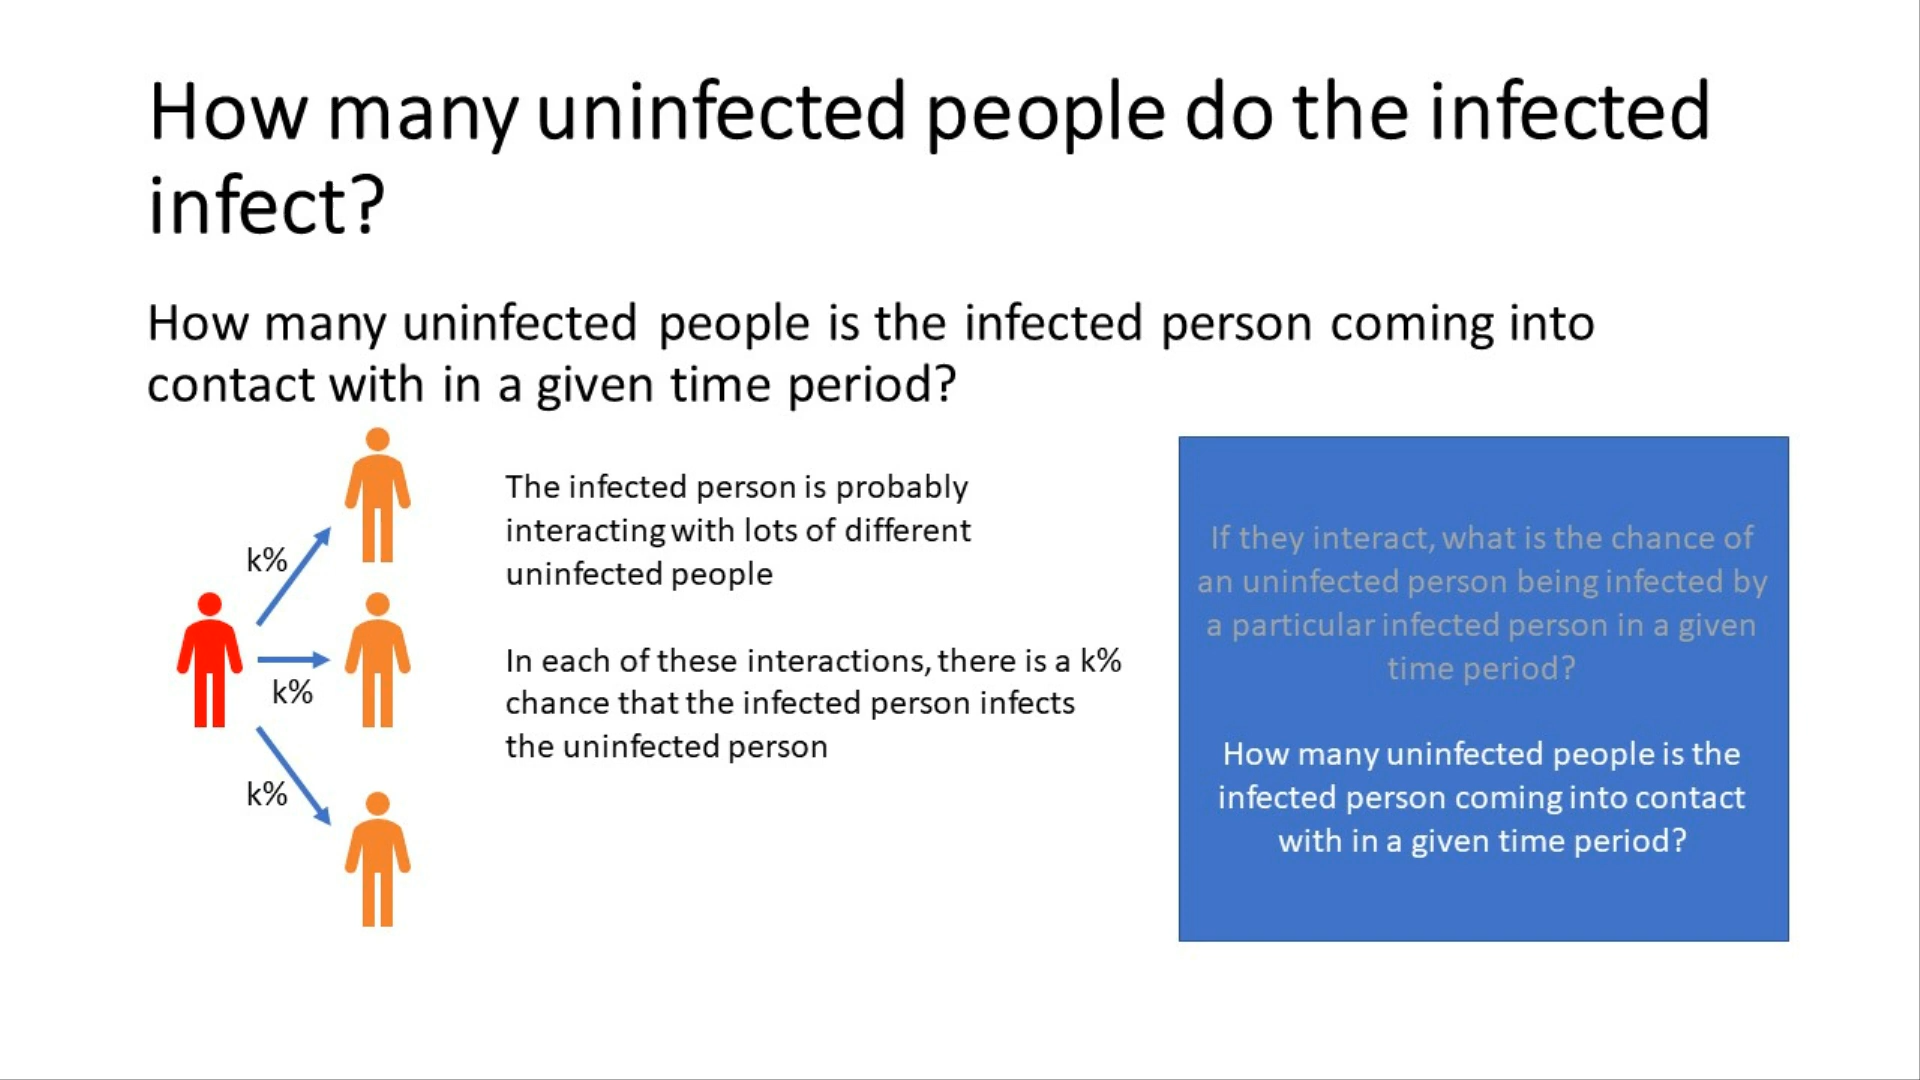 How many uninfected people do the infected
infect?
How many uninfected people is the infected person coming into
contact with in a given time period?
k%
k%
k%
The infected person is probably
interacting with lots of different
uninfected people
In each of these interactions, there is a k%
chance that the infected person infects
the uninfected person
If they interact, what is the chance of
an uninfected person being infected by
a particular infected person in a given
time period?
How many uninfected people is the
infected person coming into contact
with in a given time period?